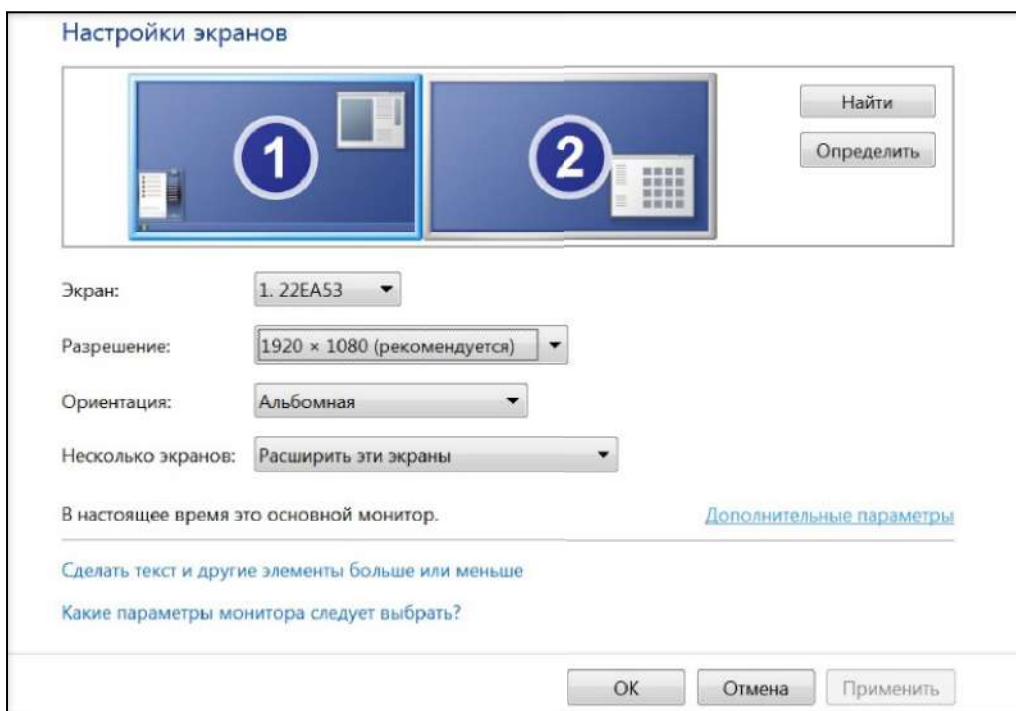 Настройки экранов
1
2
Найти
Определить
Экран: 1. 22EA53
Разрешение: 1920 × 1080 (рекомендуется)
Ориентация: Альбомная
Несколько экранов: Расширить эти экраны
В настоящее время это основной монитор. Дополнительные параметры
Сделать текст и другие элементы больше или меньше
Какие параметры монитора следует выбрать?
ОК Отмена Применить